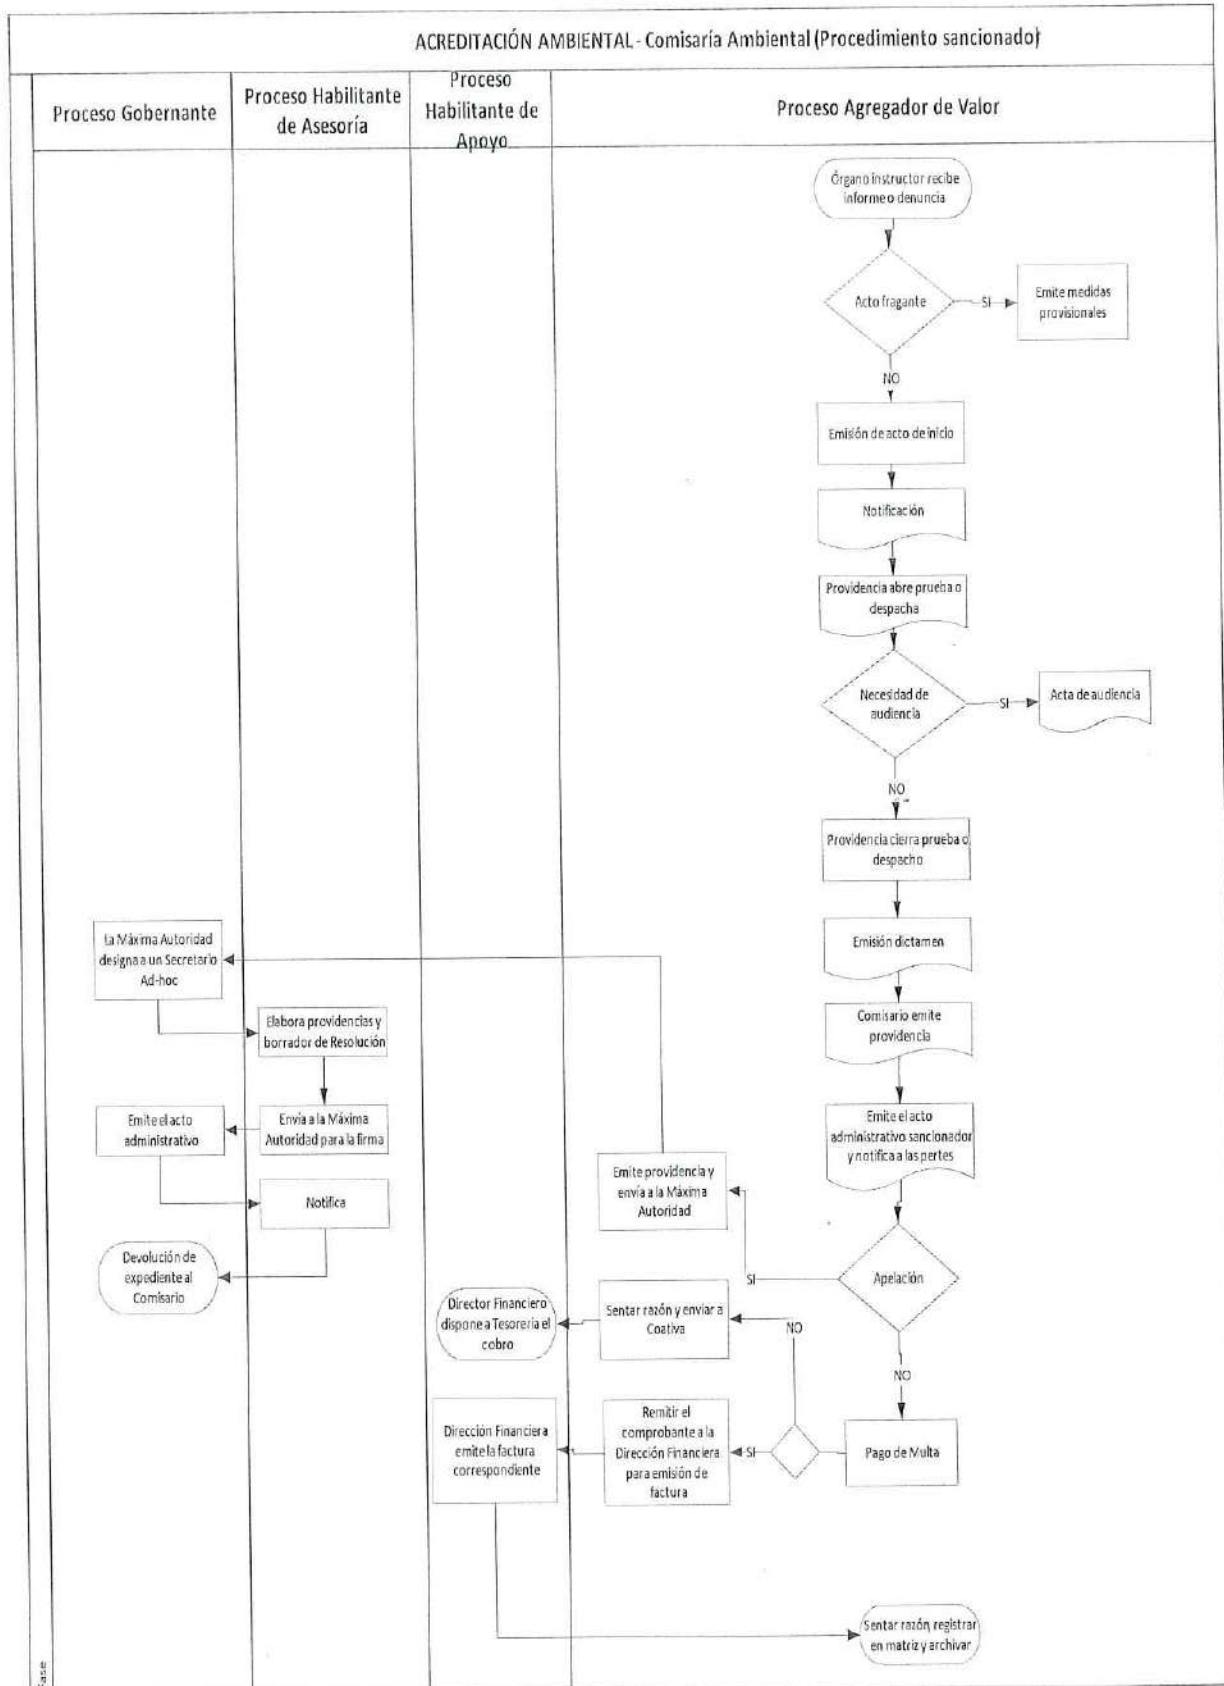 ACREDITACIÓN AMBIENTAL - Comisaría Ambiental (Procedimiento sancionado)
Proceso Gobernante
Proceso Habilitante
de Asesoría
Proceso
Habilitante de
Apoyo
Proceso Agregador de Valor
Órgano instructor recibe
informe o denuncia
Acto fragante
SI
Emite medidas
provisionales
NO
Emisión de acto de inicio
Notificación
Providencia abre prueba o
despacha
Necesidad de
audiencia
SI
Acta de audiencia
NO
Providencia cierra prueba o
despacho
Emisión dictamen
Comisario emite
providencia
Emite el acto
administrativo sancionador
y notifica a las pertes
Apelación
SI
Emite providencia y
envía a la Máxima
Autoridad
La Máxima Autoridad
designa a un Secretario
Ad-hoc
Elabora providencias y
borrador de Resolución
Envía a la Máxima
Autoridad para la firma
Emite el acto
administrativo
Notifica
Devolución de
expediente al
Comisario
NO
Pago de Multa
NO
Sentar razón y enviar a
Coativa
Director Financiero
dispone a Tesorería el
cobro
SI
Remitir el
comprobante a la
Dirección Financiera
para emisión de
factura
Dirección Financiera
emite la factura
correspondiente
Sentar razón, registrar
en matriz y archivar